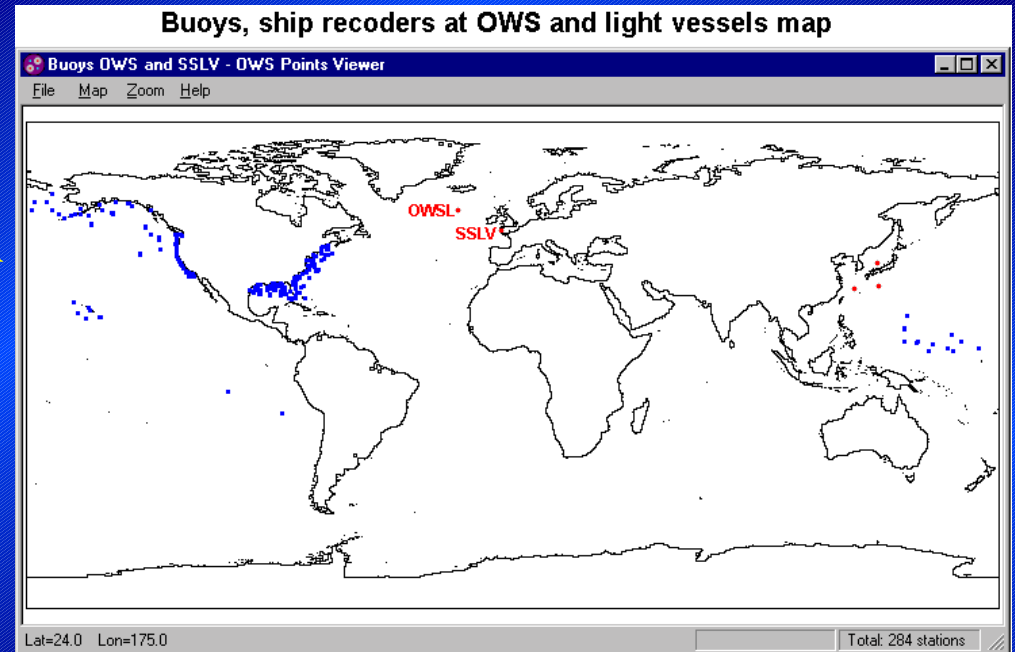 Buoys, ship recoders at OWS and light vessels map
Buoys OWS and SSLV - OWS Points Viewer
File Map Zoom Help
OWSL
SSLV
Lat=24.0 Lon=175.0 Total: 284 stations